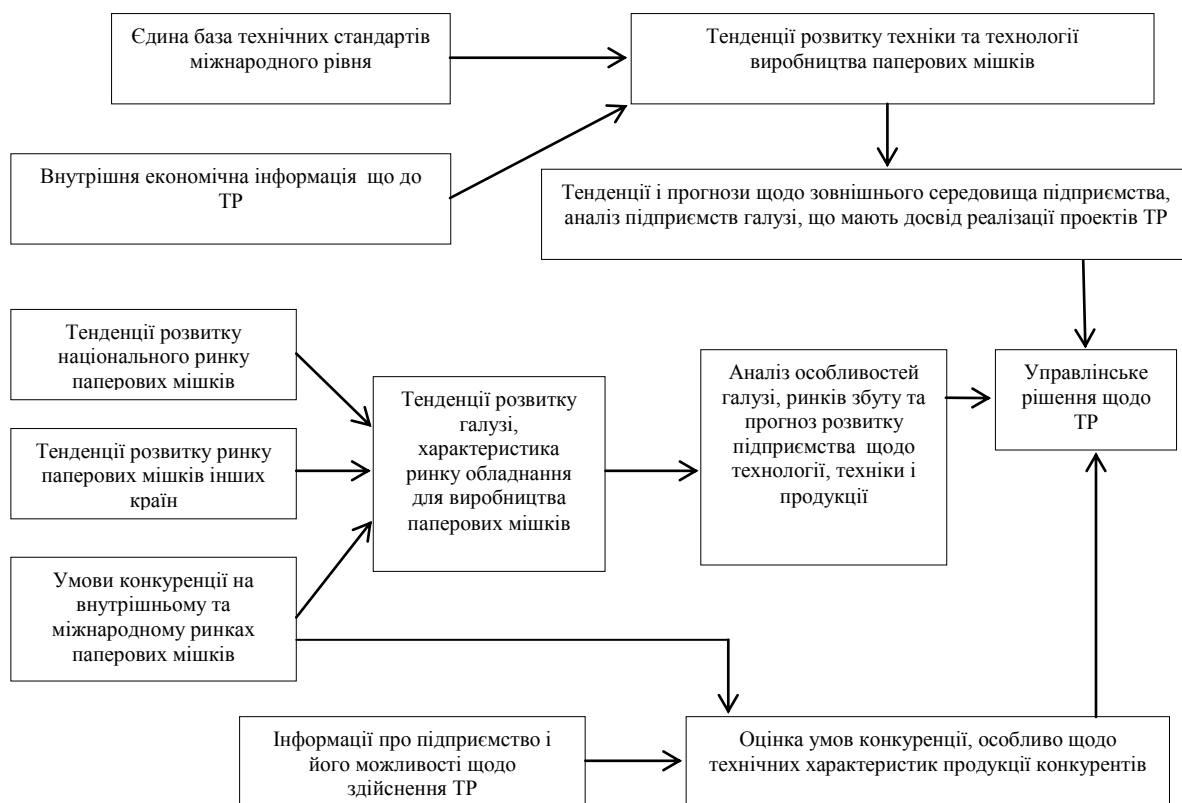 Єдина база технічних стандартів
міжнародного рівня
Тенденції розвитку техніки та технології
виробництва паперових мішків
Внутрішня економічна інформація  що до
ТР
Тенденції і прогнози щодо зовнішнього середовища підприємства,
аналіз підприємств галузі, що мають досвід реалізації проектів ТР
Тенденції розвитку
національного ринку
паперових мішків
Тенденції розвитку ринку
паперових мішків інших
країн
Умови конкуренції на
внутрішньому та
міжнародному ринках
паперових мішків
Тенденції розвитку
галузі,
характеристика
ринку обладнання
для виробництва
паперових мішків
Аналіз особливостей
галузі, ринків збуту та
прогноз розвитку
підприємства  щодо
технології, техніки і
продукції
Управлінське
рішення щодо
ТР
Інформації про підприємство і
його можливості щодо
здійснення ТР
Оцінка умов конкуренції, особливо щодо
технічних характеристик продукції конкурентів